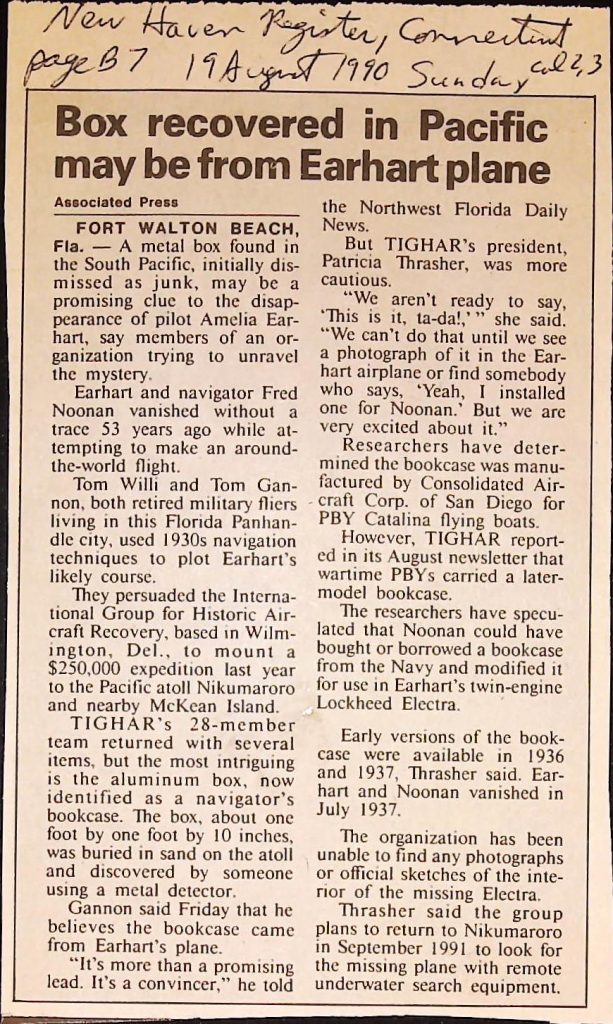 New Haven Register, Connecticut
page B7 19 August 1990 Sunday col 2,3
Box recovered in Pacific
may be from Earhart plane
Associated Press
FORT WALTON BEACH,
Fla. — A metal box found in
the South Pacific, initially dis-
missed as junk, may be a
promising clue to the disap-
pearance of pilot Amelia Ear-
hart, say members of an or-
ganization trying to unravel
the mystery.
Earhart and navigator Fred
Noonan vanished without a
trace 53 years ago while at-
tempting to make an around-
the-world flight.
Tom Willi and Tom Gan-
non, both retired military fliers
living in this Florida Panhan-
dle city, used 1930s navigation
techniques to plot Earhart's
likely course.
They persuaded the Interna-
tional Group for Historic Air-
craft Recovery, based in Wilm-
ington, Del., to mount a
$250,000 expedition last year
to the Pacific atoll Nikumaroro
and nearby McKean Island.
TIGHAR's 28-member
team returned with several
items, but the most intriguing
is the aluminum box, now
identified as a navigator's
bookcase. The box, about one
foot by one foot by 10 inches,
was buried in sand on the atoll
and discovered by someone
using a metal detector.
Gannon said Friday that he
believes the bookcase came
from Earhart's plane.
"It's more than a promising
lead. It's a convincer," he told
the Northwest Florida Daily
News.
But TIGHAR's president,
Patricia Thrasher, was more
cautious.
"We aren't ready to say,
'This is it, ta-da!,' " she said.
"We can't do that until we see
a photograph of it in the Ear-
hart airplane or find somebody
who says, 'Yeah, I installed
one for Noonan.' But we are
very excited about it."
Researchers have deter-
mined the bookcase was manu-
factured by Consolidated Air-
craft Corp. of San Diego for
PBY Catalina flying boats.
However, TIGHAR report-
ed in its August newsletter that
wartime PBYs carried a later-
model bookcase.
The researchers have specu-
lated that Noonan could have
bought or borrowed a bookcase
from the Navy and modified it
for use in Earhart's twin-engine
Lockheed Electra.
Early versions of the book-
case were available in 1936
and 1937, Thrasher said. Ear-
hart and Noonan vanished in
July 1937.
The organization has been
unable to find any photographs
or official sketches of the inte-
rior of the missing Electra.
Thrasher said the group
plans to return to Nikumaroro
in September 1991 to look for
the missing plane with remote
underwater search equipment.